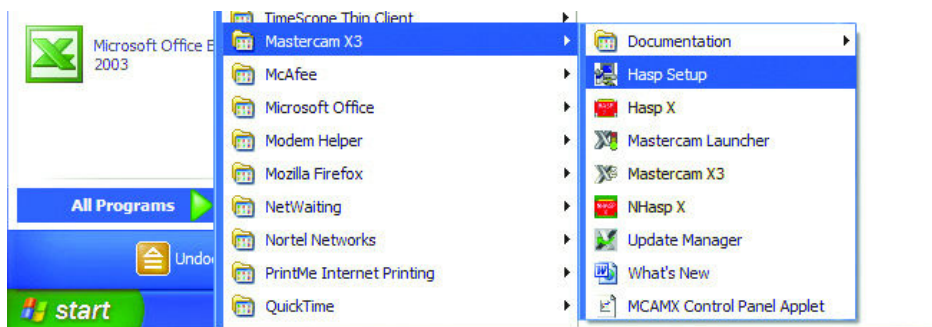 Microsoft Office E
2003
All Programs
Undo
start
TimeScope Thin Client
Mastercam X3
McAfee
Microsoft Office
Modem Helper
Mozilla Firefox
NetWaiting
Nortel Networks
PrintMe Internet Printing
QuickTime
Documentation
Hasp Setup
Hasp X
Mastercam Launcher
Mastercam X3
NHasp X
Update Manager
What's New
MCAMX Control Panel Applet